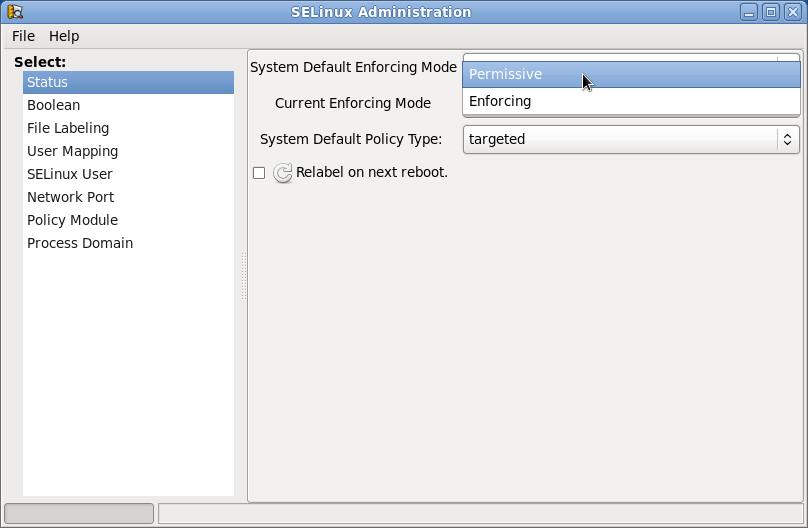 SELinux Administration
File Help
Select:
Status
Boolean
File Labeling
User Mapping
SELinux User
Network Port
Policy Module
Process Domain
System Default Enforcing Mode
Permissive
Enforcing
Current Enforcing Mode
System Default Policy Type: targeted
Relabel on next reboot.